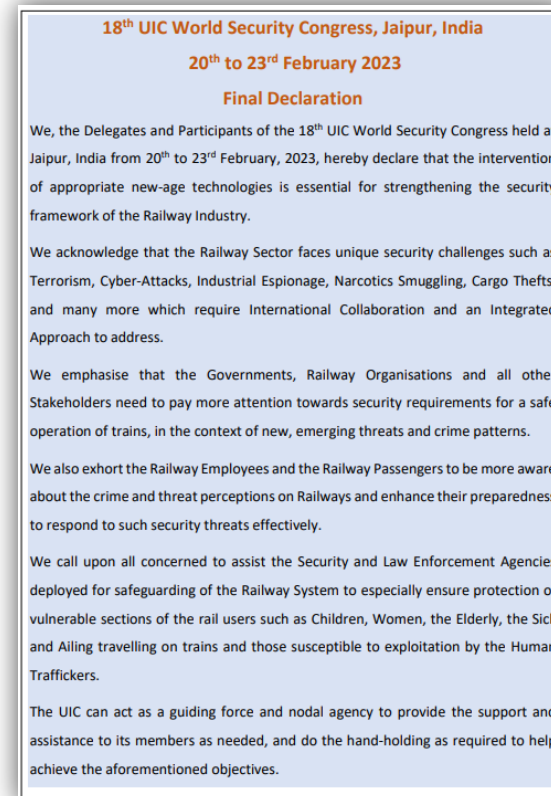 18th UIC World Security Congress, Jaipur, India
20th to 23rd February 2023
Final Declaration
We, the Delegates and Participants of the 18th UIC World Security Congress held a
Jaipur, India from 20th to 23rd February, 2023, hereby declare that the intervention
of appropriate new-age technologies is essential for strengthening the security
framework of the Railway Industry.
We acknowledge that the Railway Sector faces unique security challenges such as
Terrorism, Cyber-Attacks, Industrial Espionage, Narcotics Smuggling, Cargo Thefts
and many more which require International Collaboration and an Integrated
Approach to address.
We emphasise that the Governments, Railway Organisations and all othe
Stakeholders need to pay more attention towards security requirements for a safe
operation of trains, in the context of new, emerging threats and crime patterns.
We also exhort the Railway Employees and the Railway Passengers to be more aware
about the crime and threat perceptions on Railways and enhance their preparedness
to respond to such security threats effectively.
We call upon all concerned to assist the Security and Law Enforcement Agencies
deployed for safeguarding of the Railway System to especially ensure protection o
vulnerable sections of the rail users such as Children, Women, the Elderly, the Sick
and Ailing travelling on trains and those susceptible to exploitation by the Human
Traffickers.
The UIC can act as a guiding force and nodal agency to provide the support and
assistance to its members as needed, and do the hand-holding as required to help
achieve the aforementioned objectives.